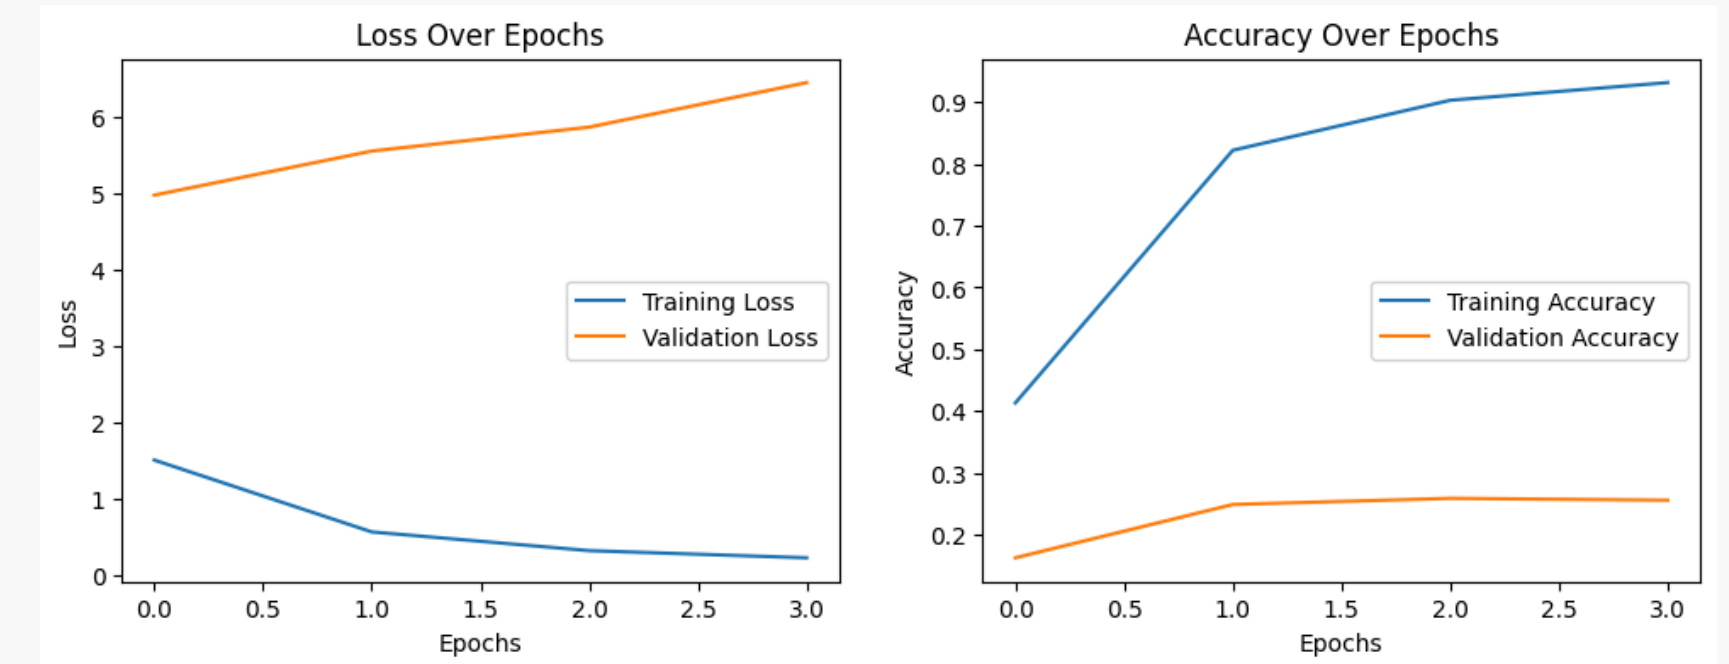 Loss Over Epochs
6
5
4
3
2
1
0
Loss
Training Loss
Validation Loss
0.0 0.5 1.0 1.5 2.0 2.5 3.0
Epochs
Accuracy Over Epochs
0.9
0.8
0.7
0.6
0.5
0.4
0.3
0.2
Accuracy
Training Accuracy
Validation Accuracy
0.0 0.5 1.0 1.5 2.0 2.5 3.0
Epochs